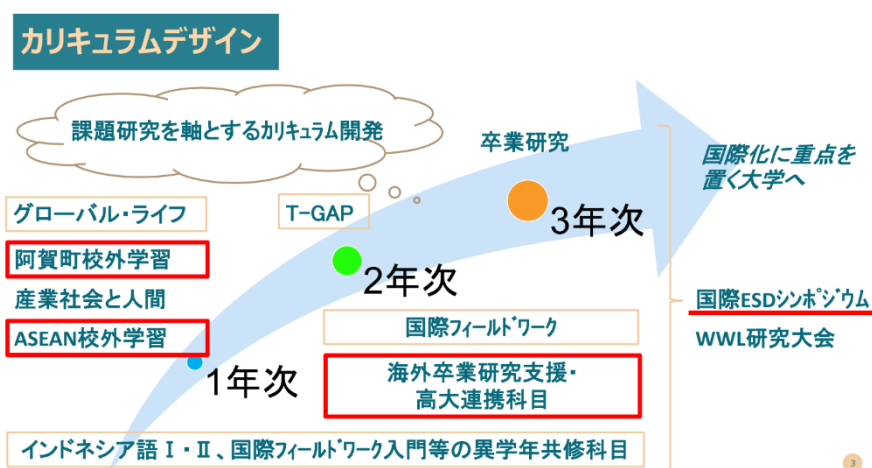 カリキュラムデザイン
課題研究を軸とするカリキュラム開発
卒業研究
国際化に重点を
置く大学へ
グローバル・ライフ
T-GAP
3年次
阿賀町校外学習
2年次
産業社会と人間
国際ESDシンポジウム
国際フィールドワーク
ASEAN校外学習
WWL研究大会
1年次
海外卒業研究支援・
高大連携科目
インドネシア語Ⅰ・Ⅱ、国際フィールドワーク入門等の異学年共修科目
3